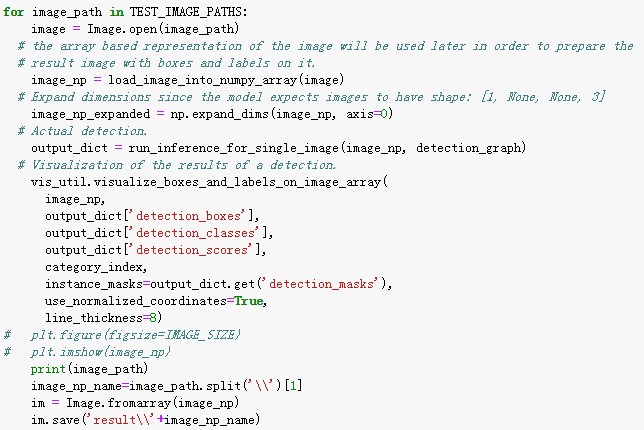 for image_path in TEST_IMAGE_PATHS:
    image = Image.open(image_path)
  # the array based representation of the image will be used later in order to prepare the
  # result image with boxes and labels on it.
    image_np = load_image_into_numpy_array(image)
  # Expand dimensions since the model expects images to have shape: [1, None, None, 3]
    image_np_expanded = np.expand_dims(image_np, axis=0)
  # Actual detection.
    output_dict = run_inference_for_single_image(image_np, detection_graph)
  # Visualization of the results of a detection.
    vis_util.visualize_boxes_and_labels_on_image_array(
      image_np,
      output_dict['detection_boxes'],
      output_dict['detection_classes'],
      output_dict['detection_scores'],
      category_index,
      instance_masks=output_dict.get('detection_masks'),
      use_normalized_coordinates=True,
      line_thickness=8)
#   plt.figure(figsize=IMAGE_SIZE)
#   plt.imshow(image_np)
    print(image_path)
    image_np_name=image_path.split('\\')[1]
    im = Image.fromarray(image_np)
    im.save('result\\'+image_np_name)